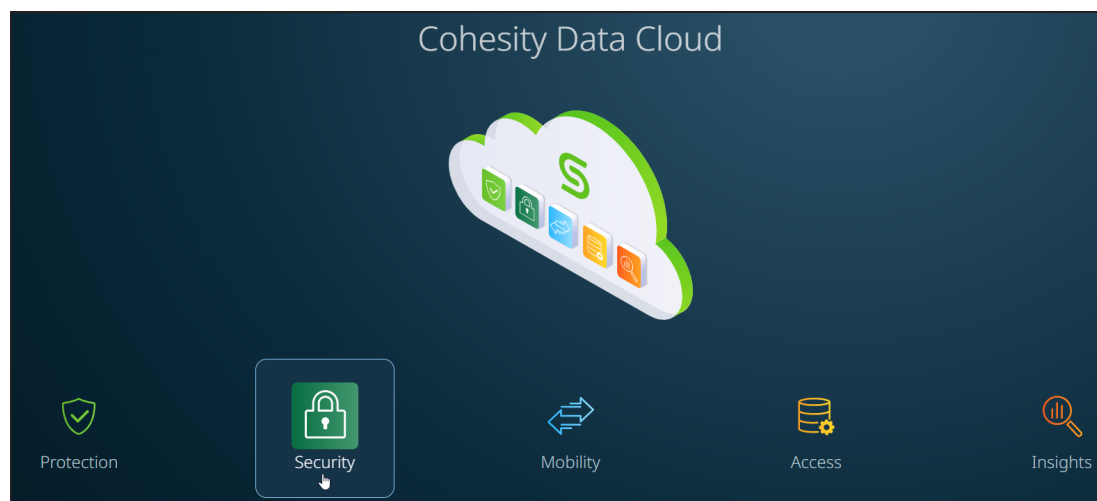 Cohesity Data Cloud
Protection
Security
Mobility
Access
Insights